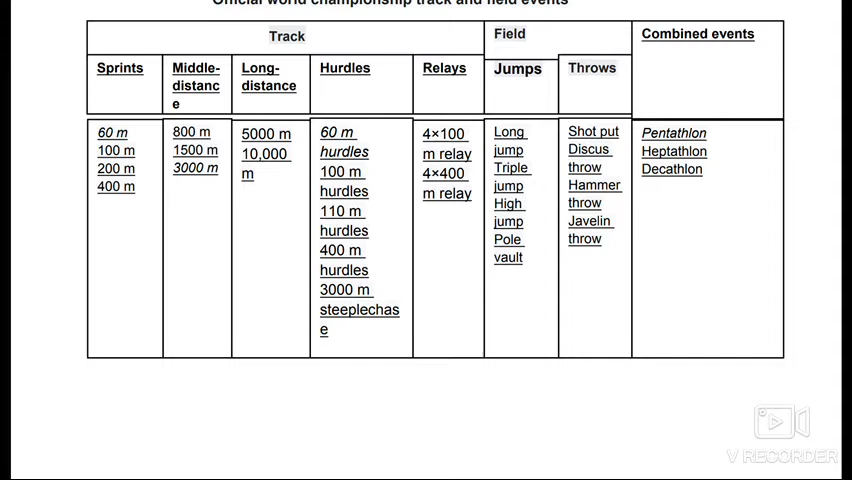 Official world championship track and field events
Track
Field
Combined events
Sprints
Middle-
distanc
e
Long-
distance
Hurdles
Relays
Jumps
Throws
60 m
100 m
200 m
400 m
800 m
1500 m
3000 m
5000 m
10,000
m
60 m
hurdles
100 m
hurdles
110 m
hurdles
400 m
hurdles
3000 m
steeplechas
e
4×100
m relay
4×400
m relay
Long
jump
Triple
jump
High
jump
Pole
vault
Shot put
Discus
throw
Hammer
throw
Javelin
throw
Pentathlon
Heptathlon
Decathlon
V RECORDER